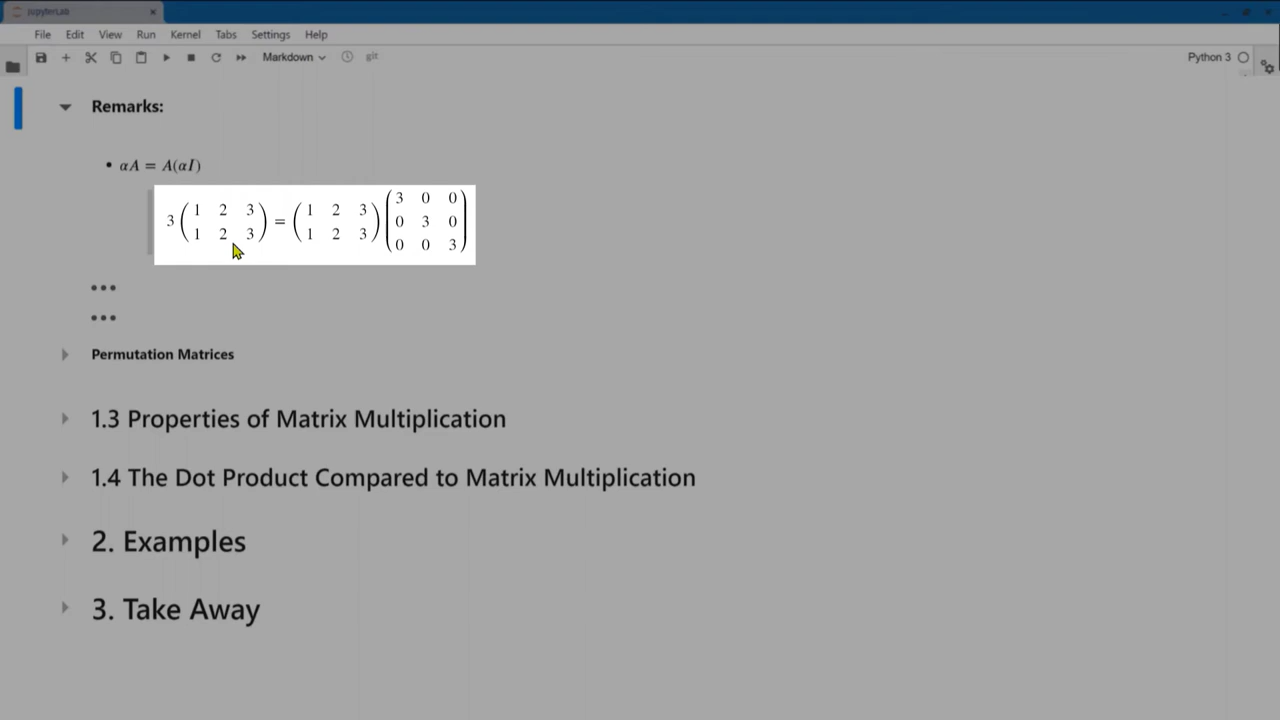 JupyterLab
File Edit View Run Kernel Tabs Settings Help
Markdown git Python 3
Remarks:
• αA = A(αI)
3 ( 1 2 3 ; 1 2 3 ) = ( 1 2 3 ; 1 2 3 ) ( 3 0 0 ; 0 3 0 ; 0 0 3 )
•••
•••
Permutation Matrices
1.3 Properties of Matrix Multiplication
1.4 The Dot Product Compared to Matrix Multiplication
2. Examples
3. Take Away